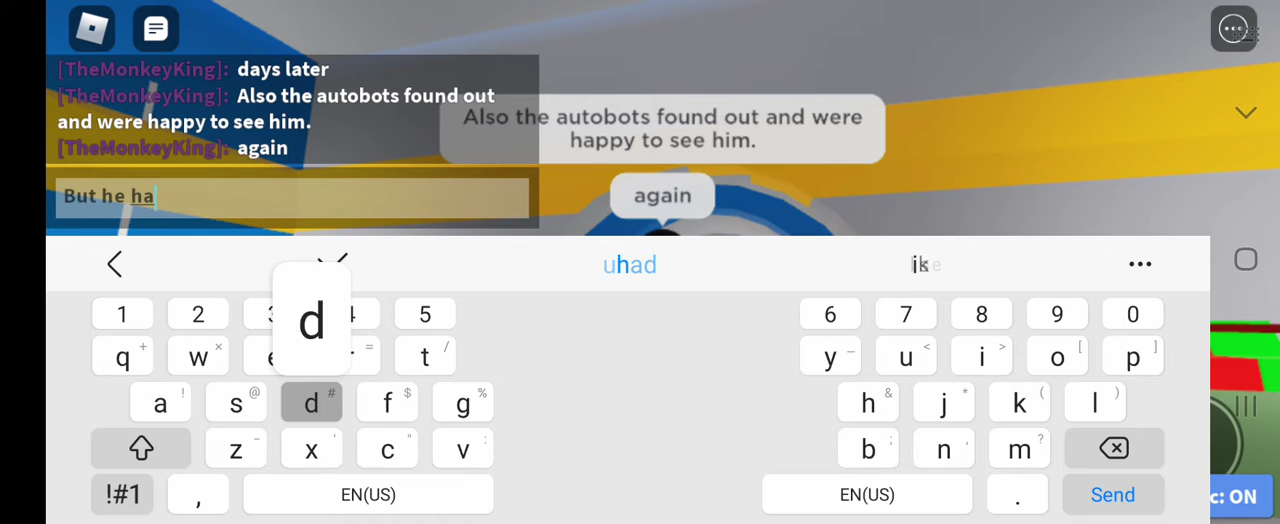 [TheMonkeyKing]: days later
[TheMonkeyKing]: Also the autobots found out
and were happy to see him.
[TheMonkeyKing]: again
Also the autobots found out and were
happy to see him.
again
But he ha
1 2 3 4 5 6 7 8 9 0
q + w × e r = t / y _ u < i > o [ p ]
d
a ! s @ d # f $ g % h & j * k ( l )
z - x ' c " v : b ; n , m ?
!#1 , EN(US) EN(US) . Send
c: ON